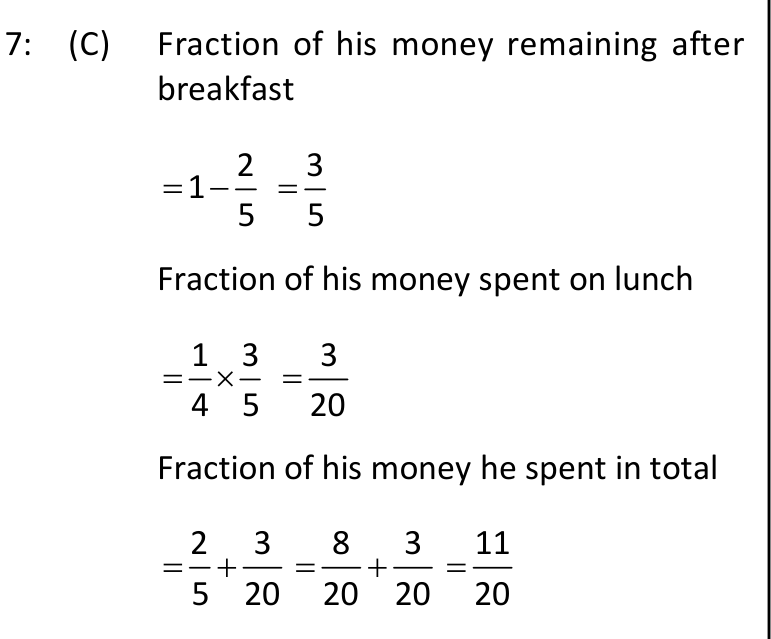 7: (C) Fraction of his money remaining after
breakfast
=1−2/5 =3/5
Fraction of his money spent on lunch
=1/4×3/5 =3/20
Fraction of his money he spent in total
=2/5+3/20 =8/20+3/20 =11/20